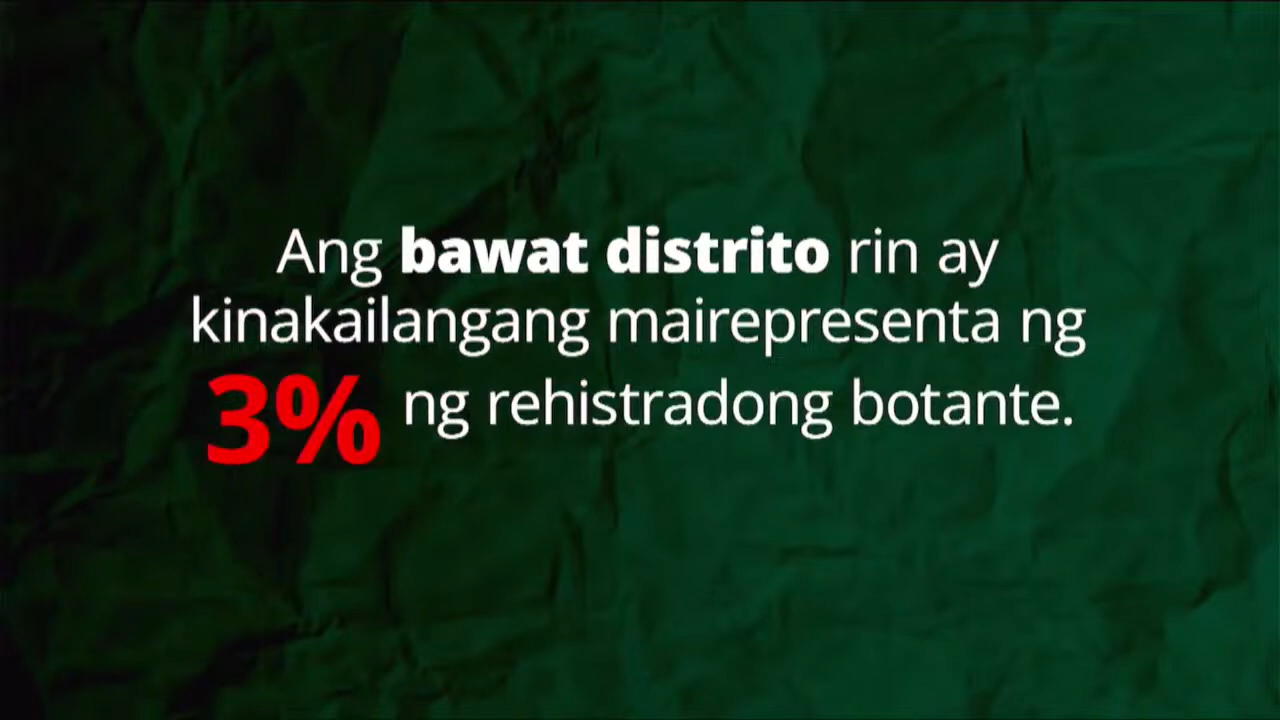 Ang bawat distrito rin ay
kinakailangang mairepresenta ng
3% ng rehistradong botante.